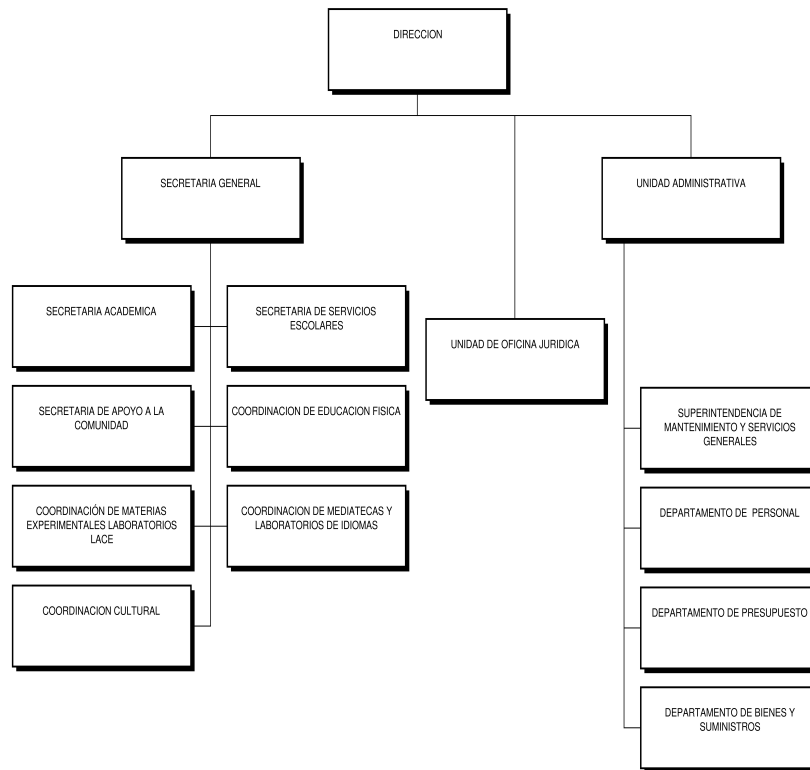 DIRECCION
SECRETARIA GENERAL
UNIDAD ADMINISTRATIVA
SECRETARIA ACADEMICA
SECRETARIA DE SERVICIOS
ESCOLARES
UNIDAD DE OFICINA JURIDICA
SECRETARIA DE APOYO A LA
COMUNIDAD
COORDINACION DE EDUCACION FISICA
SUPERINTENDENCIA DE
MANTENIMIENTO Y SERVICIOS
GENERALES
COORDINACIÓN DE MATERIAS
EXPERIMENTALES LABORATORIOS
LACE
COORDINACION DE MEDIATECAS Y
LABORATORIOS DE IDIOMAS
DEPARTAMENTO DE  PERSONAL
COORDINACION CULTURAL
DEPARTAMENTO DE PRESUPUESTO
DEPARTAMENTO DE BIENES Y
SUMINISTROS